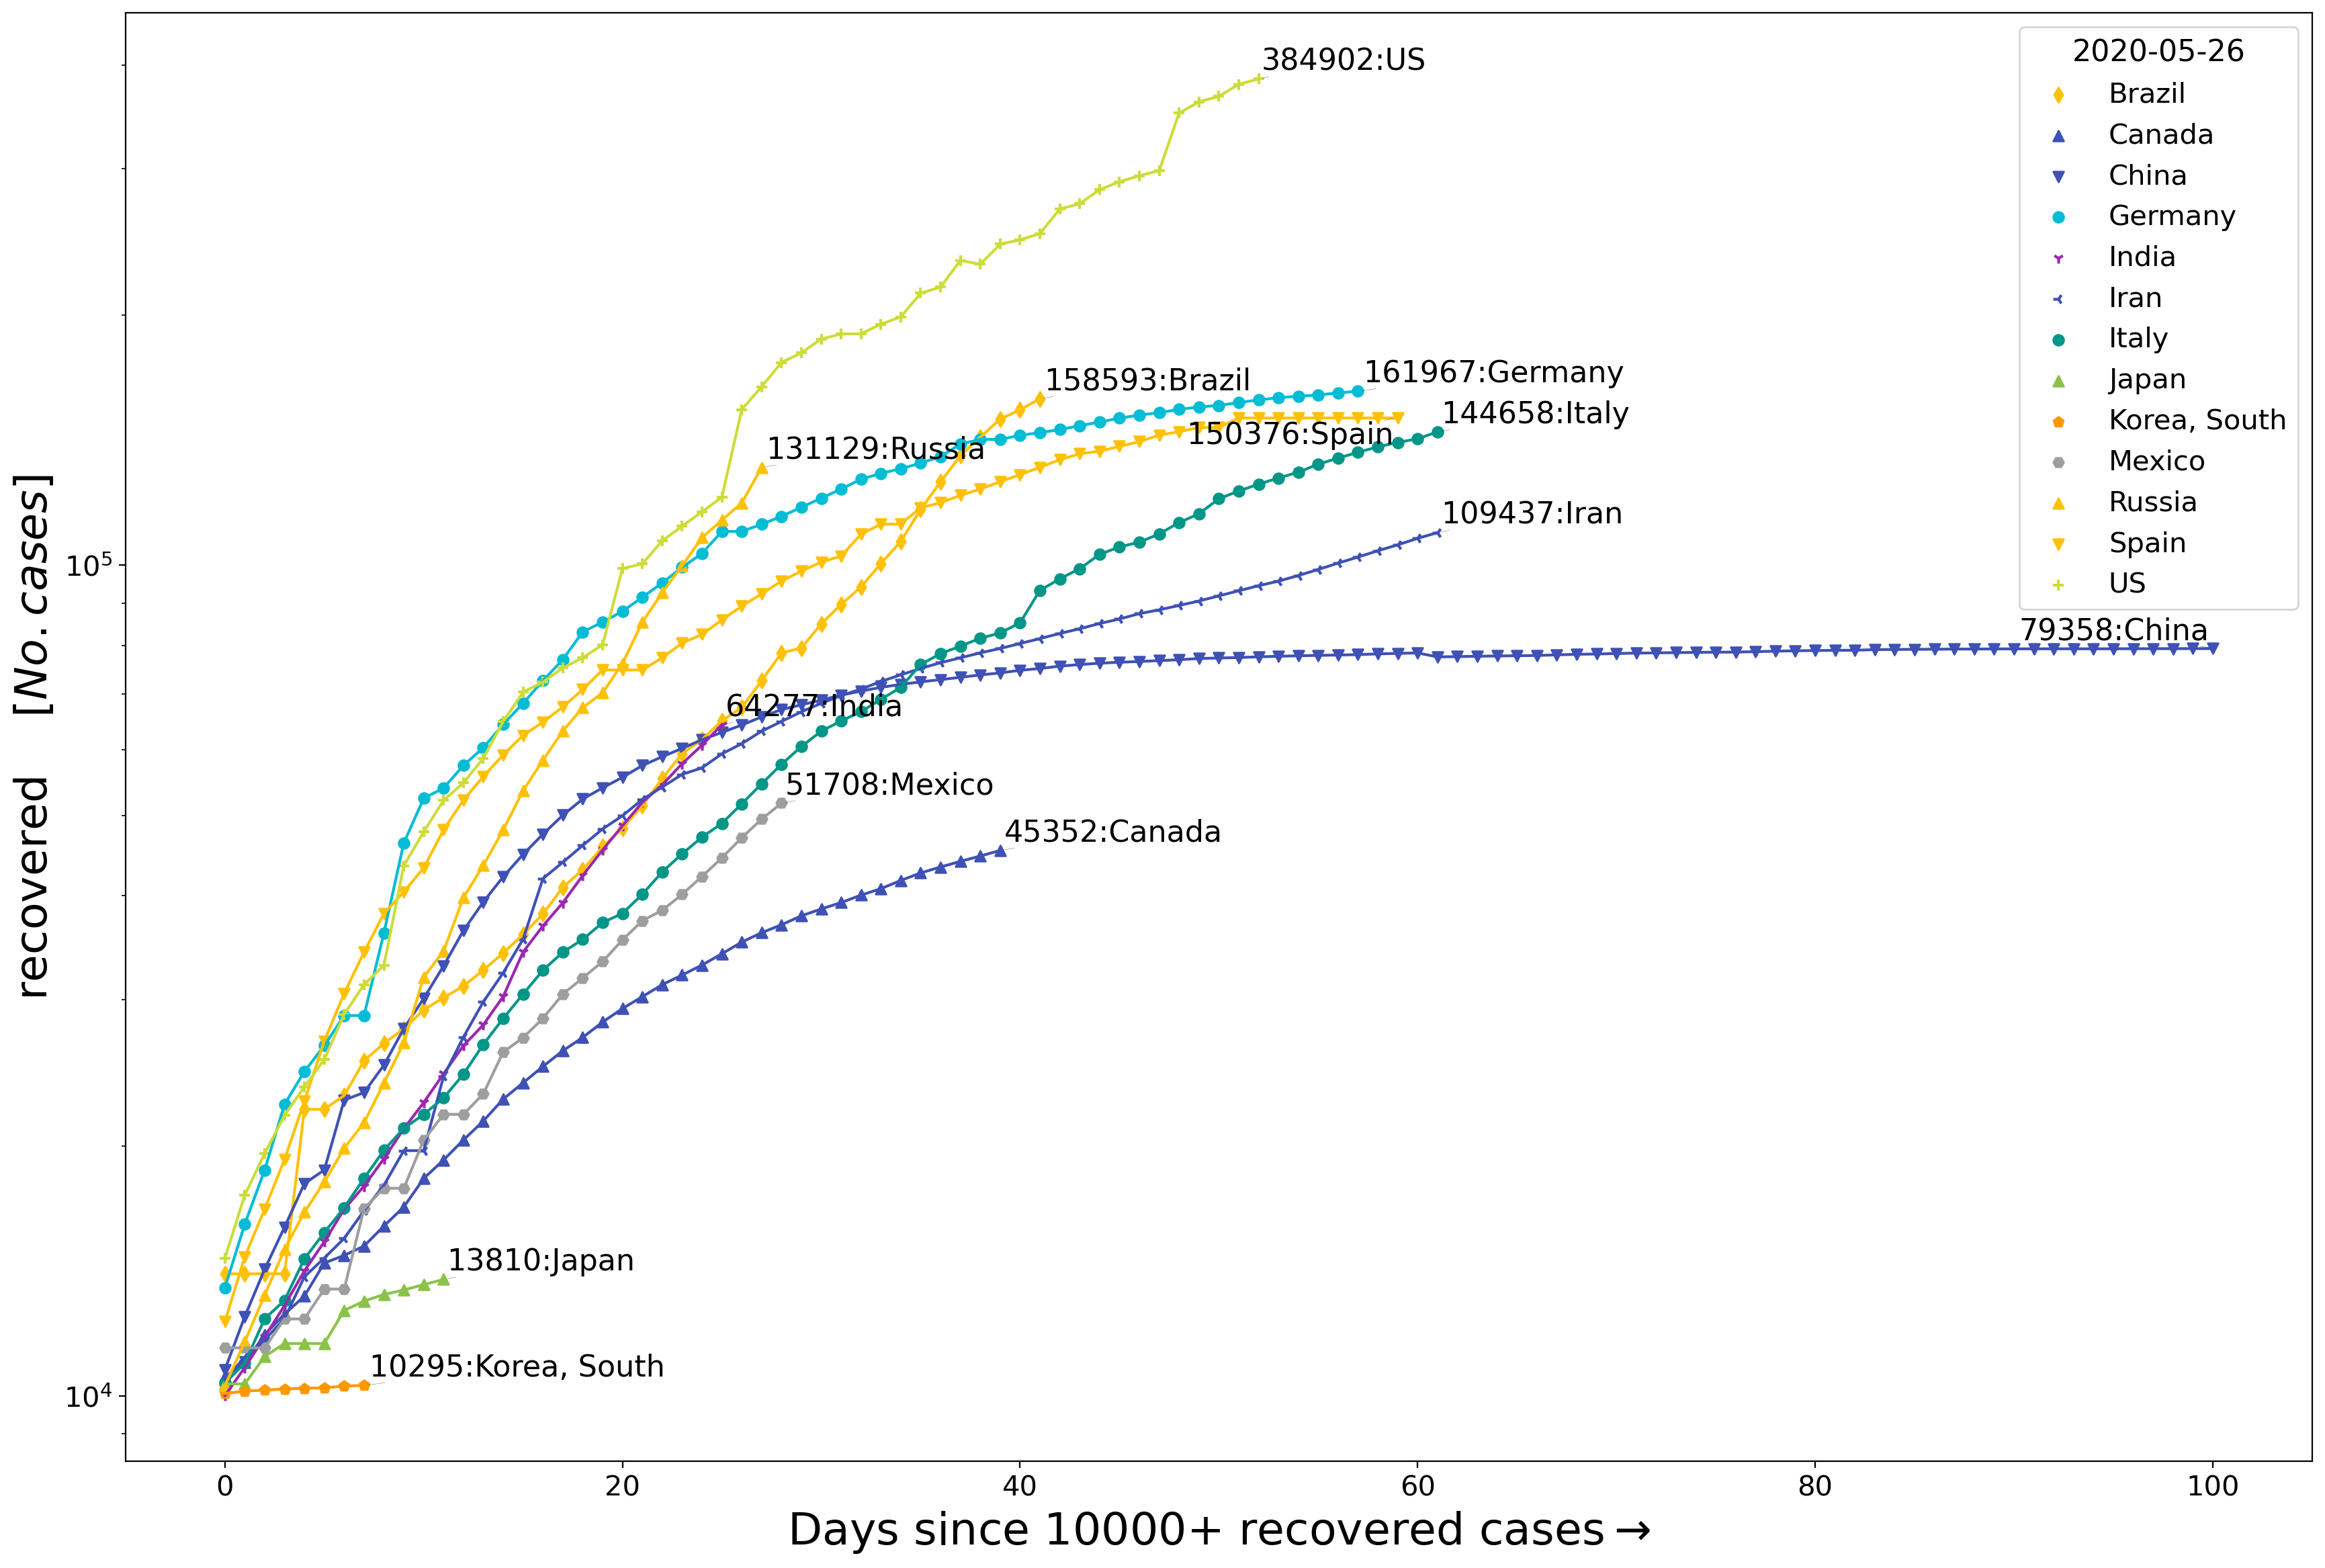 384902:US
2020-05-26
Brazil
Canada
China
Germany
India
Iran
Italy
Japan
Korea, South
Mexico
Russia
Spain
US
158593:Brazil
161967:Germany
144658:Italy
150376:Spain
131129:Russia
109437:Iran
79358:China
64277:India
51708:Mexico
45352:Canada
13810:Japan
10295:Korea, South
recovered [No. cases]
10^5
10^4
0 20 40 60 80 100
Days since 10000+ recovered cases→